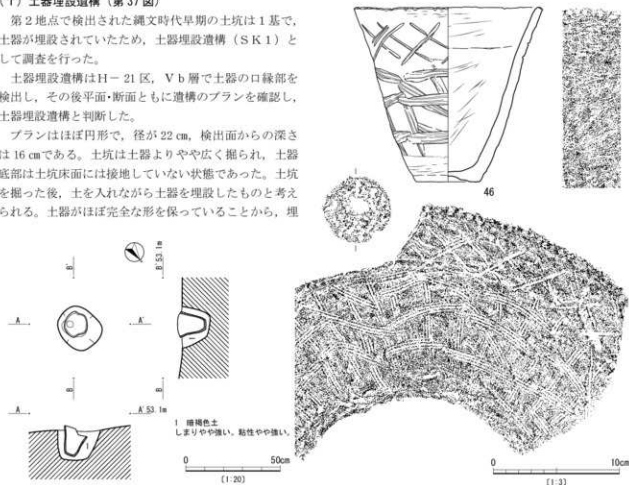 (1)土器埋設遺構(第37図)
第2地点で検出された縄文時代早期の土坑は1基で,
土器が埋設されていたため,土器埋設遺構(SK1)と
して調査を行った。
土器埋設遺構はH-21区,Ⅴb層で土器の口縁部を
検出し,その後平面・断面ともに遺構のプランを確認し,
土器埋設遺構と判断した。
プランはほぼ円形で,径が22㎝,検出面からの深さ
は16㎝である。土坑は土器よりやや広く掘られ,土器
底部は土坑床面には接地していない状態であった。土坑
を掘った後,土を入れながら土器を埋設したものと考え
られる。土器がほぼ完全な形を保っていることから,埋
B'
B'53.1m
A
A'
B
B
A
A'53.1m
1
1
1 暗褐色土
しまりやや強い、粘性やや強い。
0
50cm
[1:20]
46
0
10cm
[1:3]